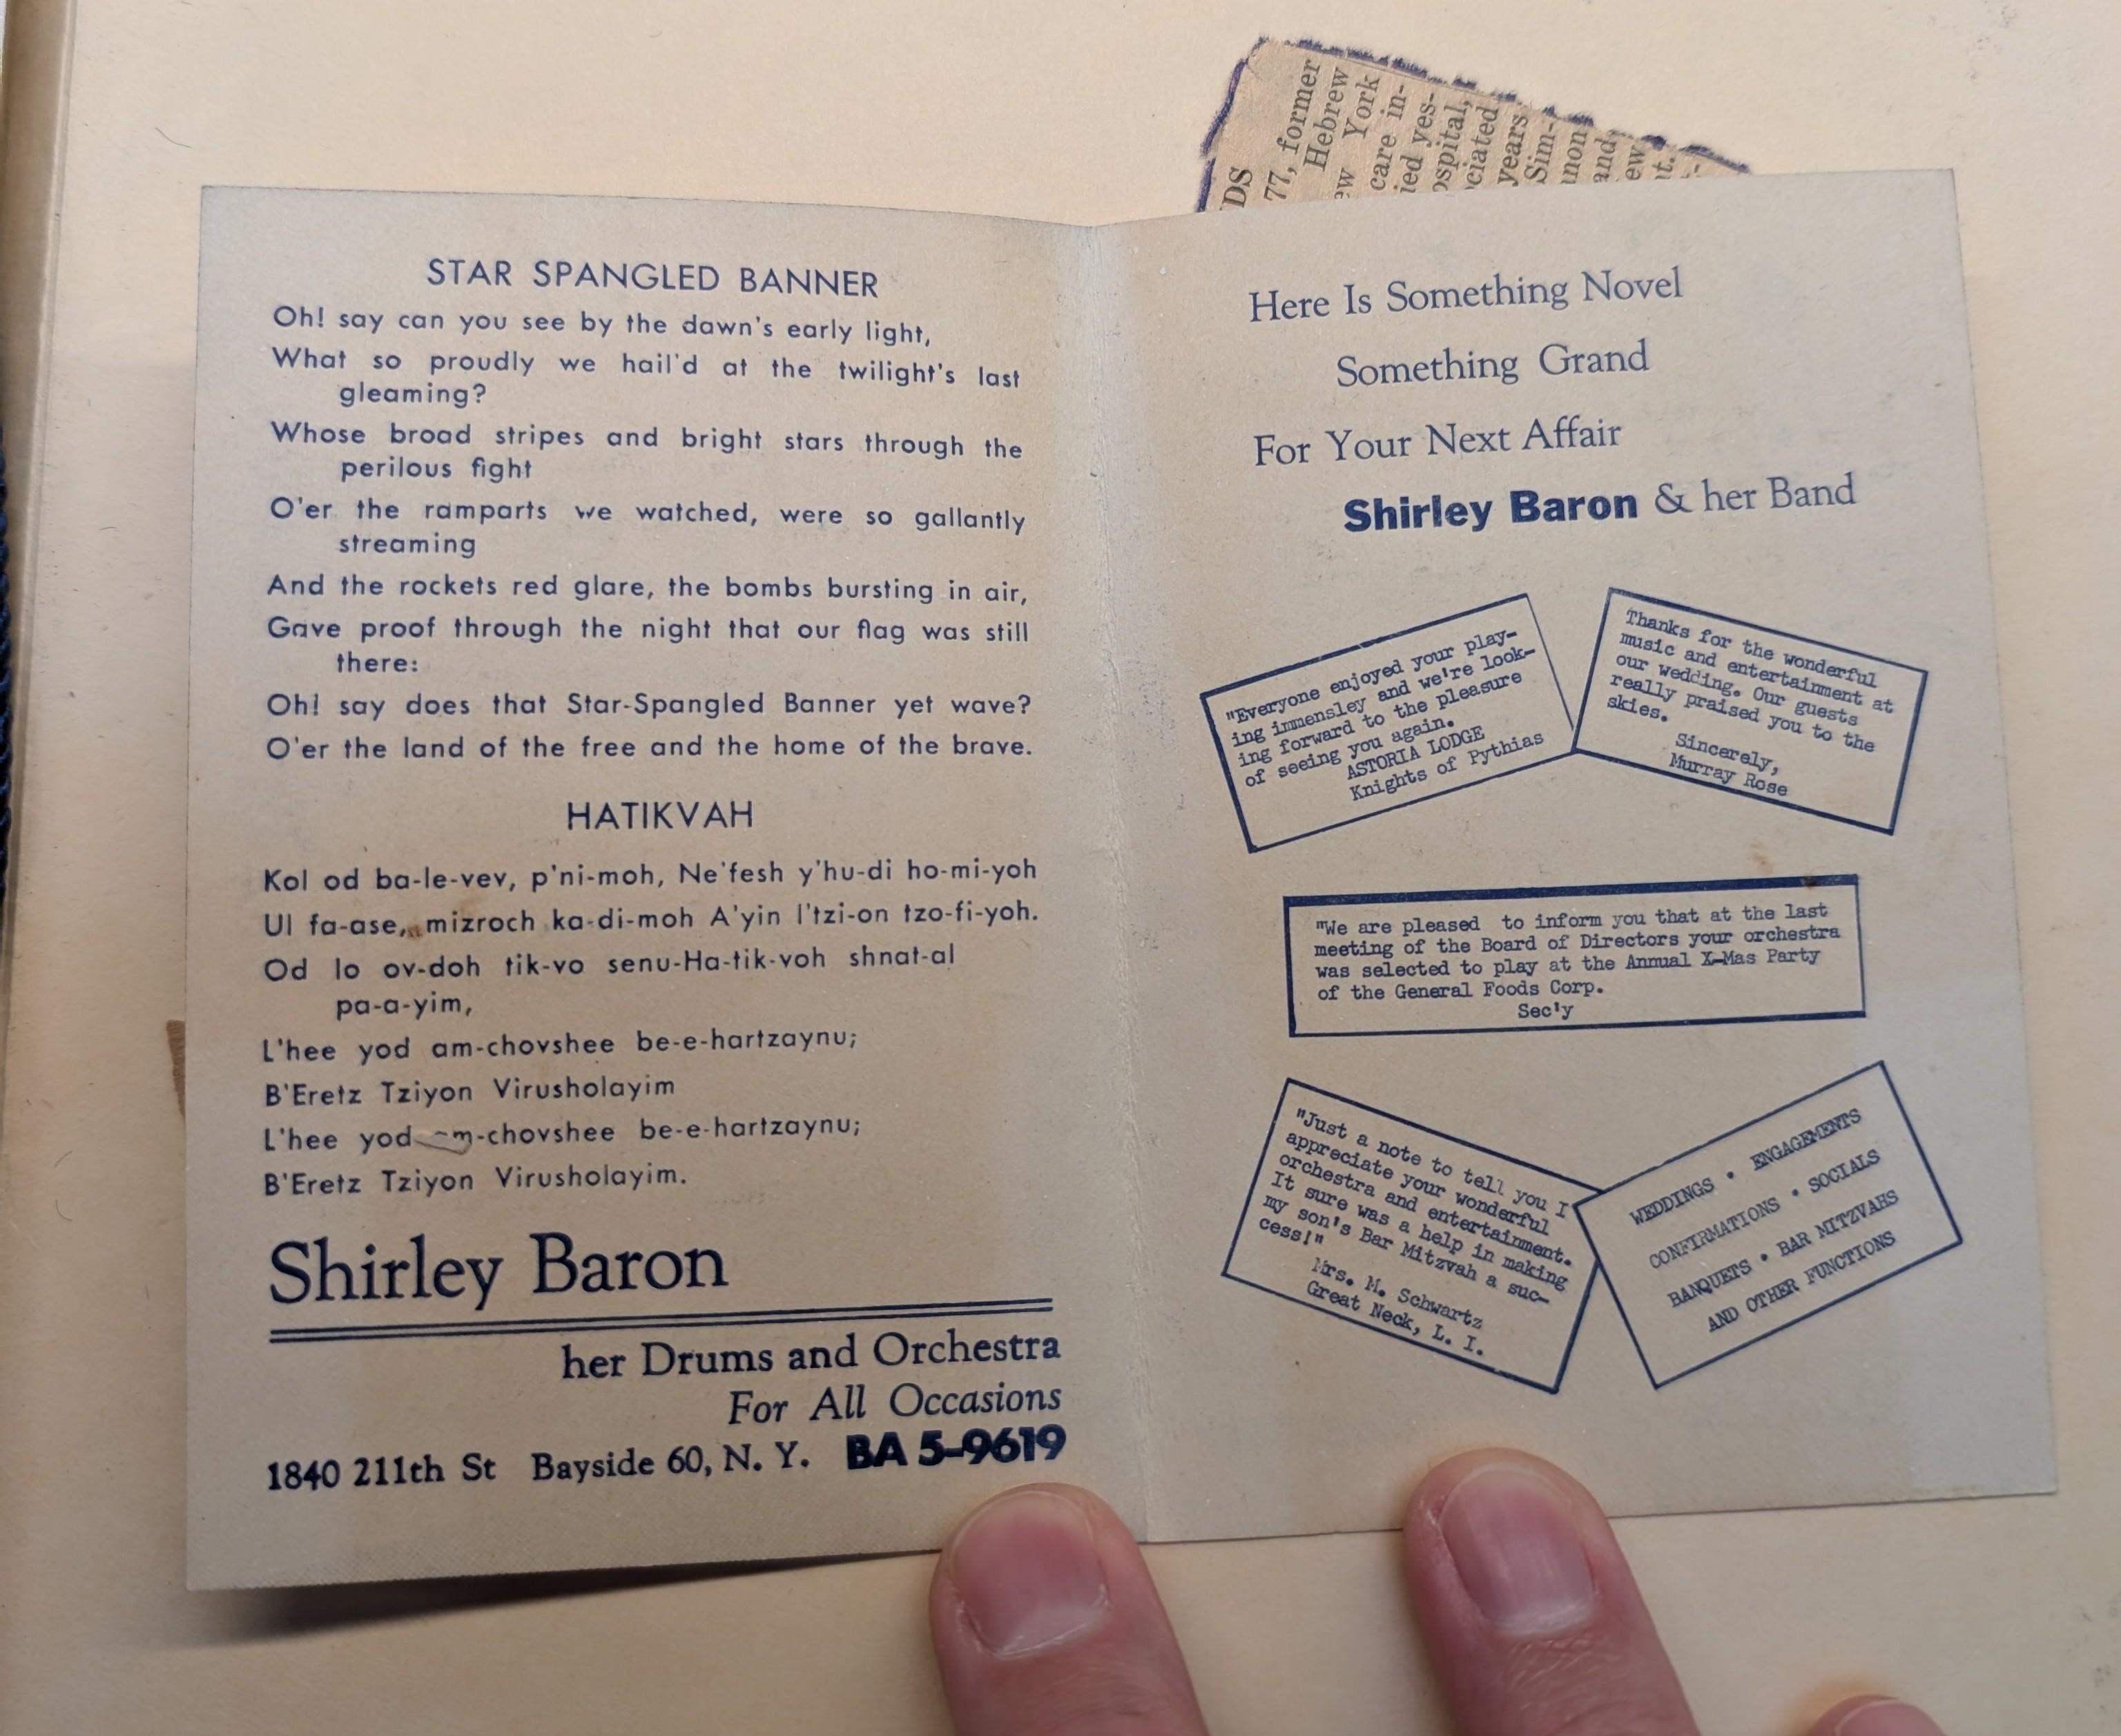 STAR SPANGLED BANNER
Oh! say can you see by the dawn's early light,
What so proudly we hail'd at the twilight's last
gleaming?
Whose broad stripes and bright stars through the
perilous fight
O'er the ramparts we watched, were so gallantly
streaming
And the rockets red glare, the bombs bursting in air,
Gave proof through the night that our flag was still
there:
Oh! say does that Star-Spangled Banner yet wave?
O'er the land of the free and the home of the brave.
HATIKVAH
Kol od ba-le-vev, p'ni-moh, Ne'fesh y'hu-di ho-mi-yoh
Ul fa-ase, mizroch ka-di-moh A'yin l'tzi-on tzo-fi-yoh.
Od lo ov-doh tik-vo senu-Ha-tik-voh shnat-al
pa-a-yim,
L'hee yod am-chovshee be-e-hartzaynu;
B'Eretz Tziyon Virusholayim
L'hee yod am-chovshee be-e-hartzaynu;
B'Eretz Tziyon Virusholayim.
Shirley Baron
her Drums and Orchestra
For All Occasions
1840 211th St Bayside 60, N. Y. BA 5-9619
DS
77, former
Hebrew
ew York
care in-
ied yes-
ospital,
ciated
years
Sim-
and
ew
Here Is Something Novel
Something Grand
For Your Next Affair
Shirley Baron & her Band
"Everyone enjoyed your play-
ing immensley and we're look-
ing forward to the pleasure
of seeing you again.
ASTORIA LODGE
Knights of Pythias
Thanks for the wonderful
music and entertainment at
our wedding. Our guests
really praised you to the
skies.
Sincerely,
Murray Rose
"We are pleased to inform you that at the last
meeting of the Board of Directors your orchestra
was selected to play at the Annual X-Mas Party
of the General Foods Corp.
Sec'y
"Just a note to tell you I
appreciate your wonderful
orchestra and entertainment.
It sure was a help in making
my son's Bar Mitzvah a suc-
cess!"
Mrs. M. Schwartz
Great Neck, L. I.
WEDDINGS • ENGAGEMENTS
CONFIRMATIONS • SOCIALS
BANQUETS • BAR MITZVAHS
AND OTHER FUNCTIONS